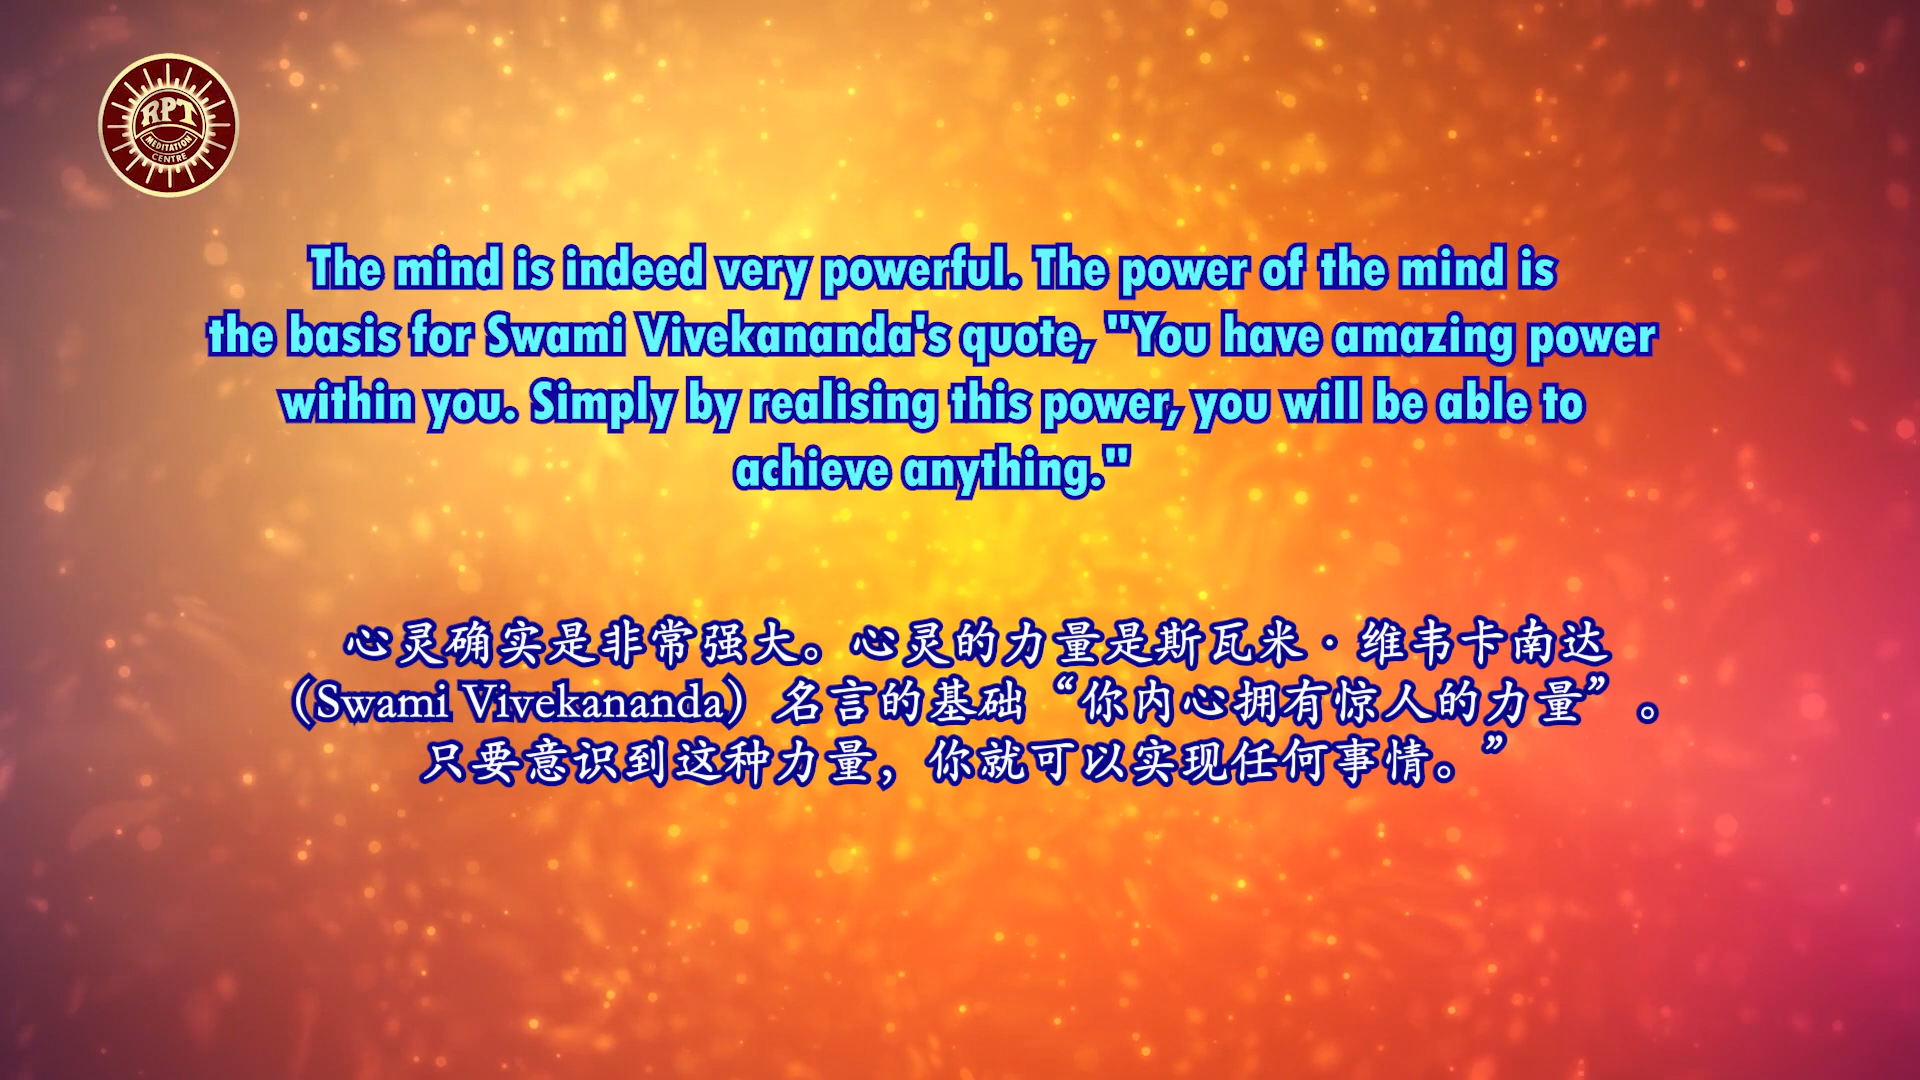 RPT
MEDITATION
CENTRE
The mind is indeed very powerful. The power of the mind is
the basis for Swami Vivekananda's quote, "You have amazing power
within you. Simply by realising this power, you will be able to
achieve anything."
心灵确实是非常强大。心灵的力量是斯瓦米·维韦卡南达
（Swami Vivekananda）名言的基础“你内心拥有惊人的力量”。
只要意识到这种力量，你就可以实现任何事情。”